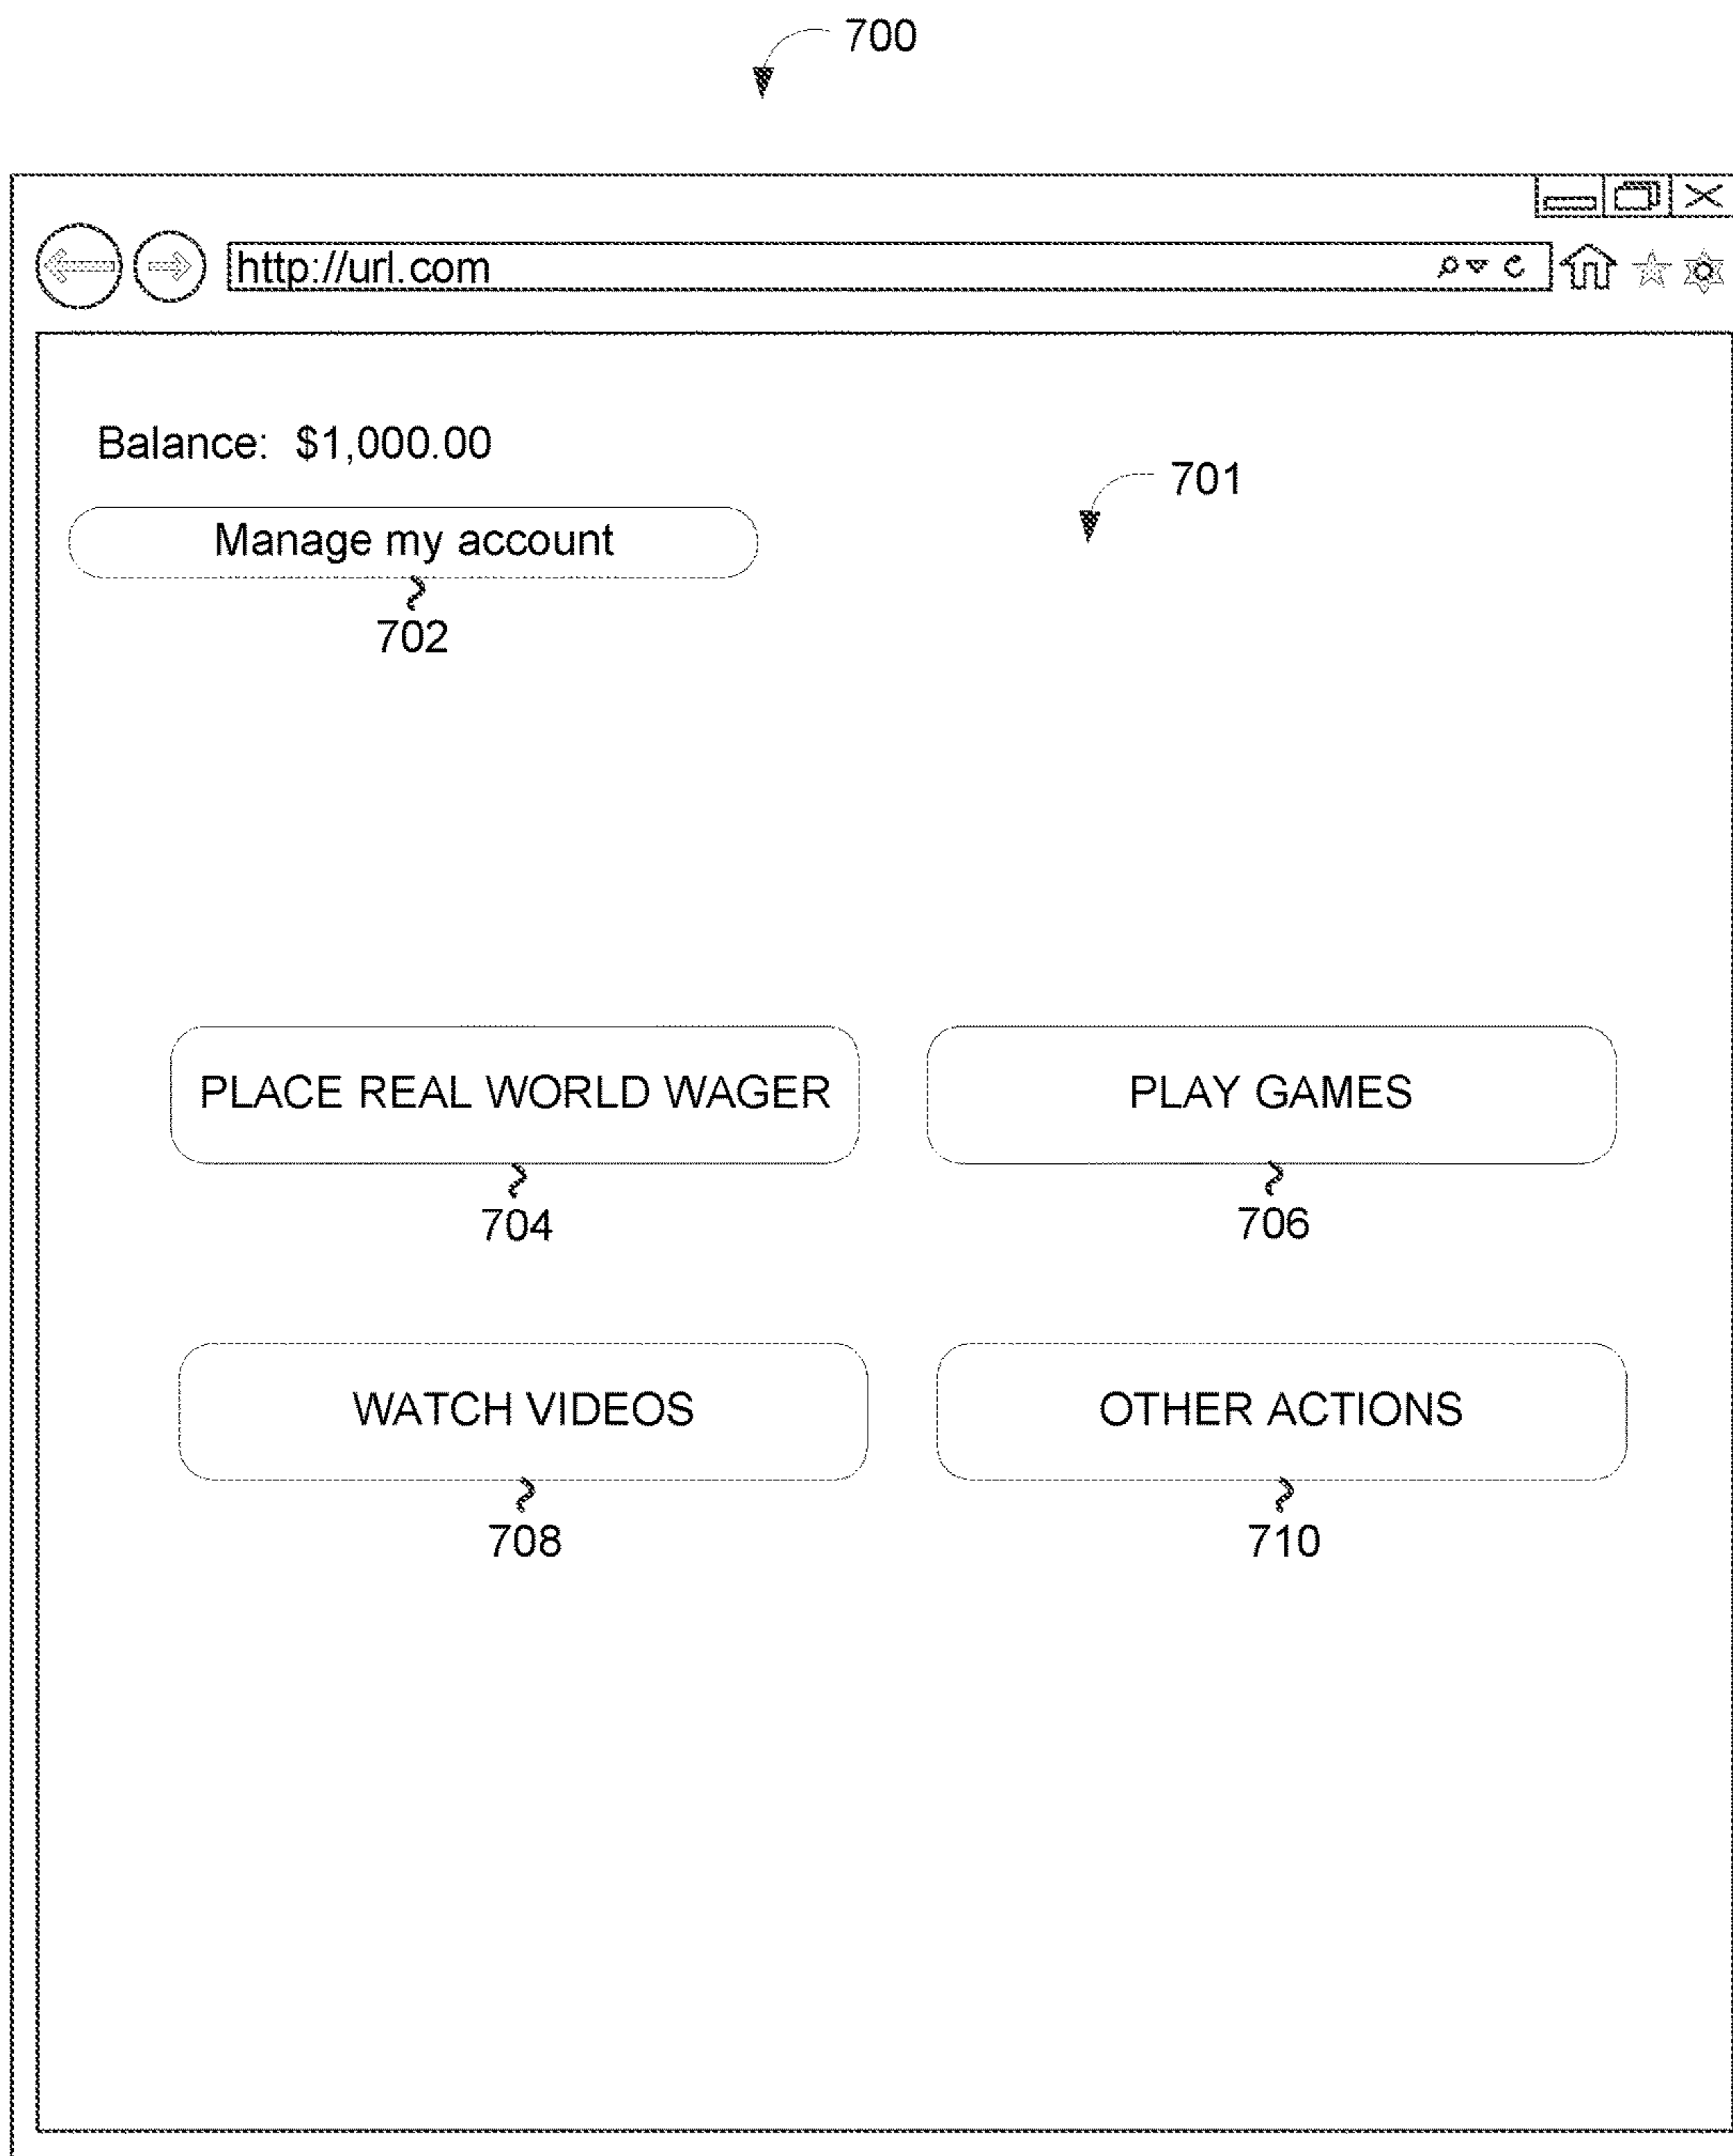 700
http://url.com
Balance: $1,000.00
701
Manage my account
702
PLACE REAL WORLD WAGER PLAY GAMES
704 706
WATCH VIDEOS OTHER ACTIONS
708 710